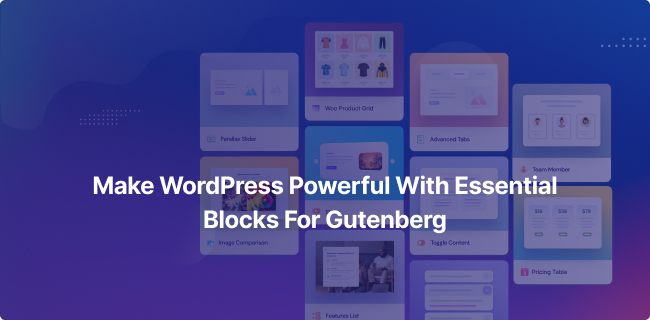 Woo Product Grid
Parallax Slider
Advanced Tabs
Team Member
Make WordPress Powerful With Essential
Blocks For Gutenberg
Image Comparison
Toggle Content
Pricing Table
Features List